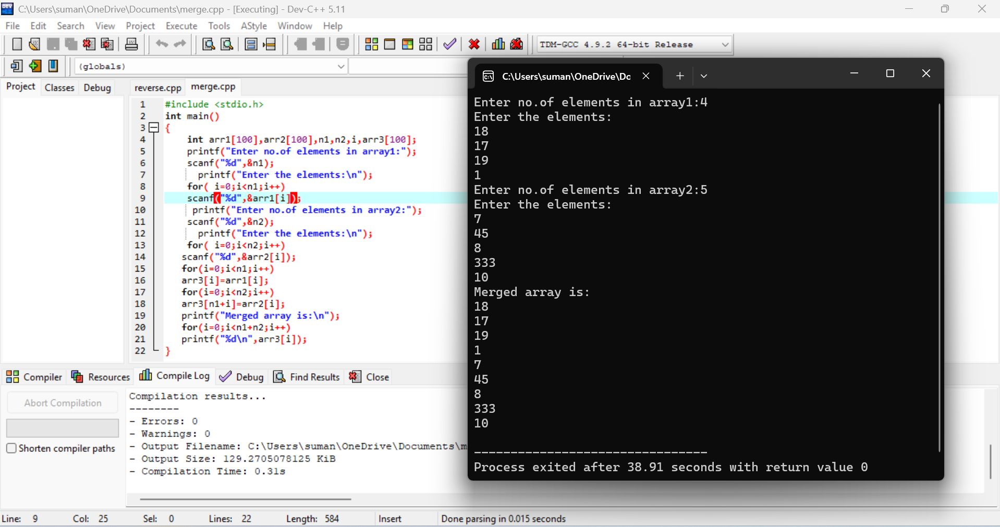 C:\Users\suman\OneDrive\Documents\merge.cpp - [Executing] - Dev-C++ 5.11
File Edit Search View Project Execute Tools AStyle Window Help
TDM-GCC 4.9.2 64-bit Release
(globals)
Project Classes Debug
reverse.cpp merge.cpp
1 #include <stdio.h>
2 int main()
3 {
4 int arr1[100],arr2[100],n1,n2,i,arr3[100];
5 printf("Enter no.of elements in array1:");
6 scanf("%d",&n1);
7 printf("Enter the elements:\n");
8 for( i=0;i<n1;i++)
9 scanf("%d",&arr1[i]);
10 printf("Enter no.of elements in array2:");
11 scanf("%d",&n2);
12 printf("Enter the elements:\n");
13 for( i=0;i<n2;i++)
14 scanf("%d",&arr2[i]);
15 for(i=0;i<n1;i++)
16 arr3[i]=arr1[i];
17 for(i=0;i<n2;i++)
18 arr3[n1+i]=arr2[i];
19 printf("Merged array is:\n");
20 for(i=0;i<n1+n2;i++)
21 printf("%d\n",arr3[i]);
22 }
C:\Users\suman\OneDrive\Dc
Enter no.of elements in array1:4
Enter the elements:
18
17
19
1
Enter no.of elements in array2:5
Enter the elements:
7
45
8
333
10
Merged array is:
18
17
19
1
7
45
8
333
10
--------------------------------
Process exited after 38.91 seconds with return value 0
Compiler Resources Compile Log Debug Find Results Close
Abort Compilation
Shorten compiler paths
Compilation results...
--------
- Errors: 0
- Warnings: 0
- Output Filename: C:\Users\suman\OneDrive\Documents\m
- Output Size: 129.2705078125 KiB
- Compilation Time: 0.31s
Line: 9 Col: 25 Sel: 0 Lines: 22 Length: 584 Insert Done parsing in 0.015 seconds